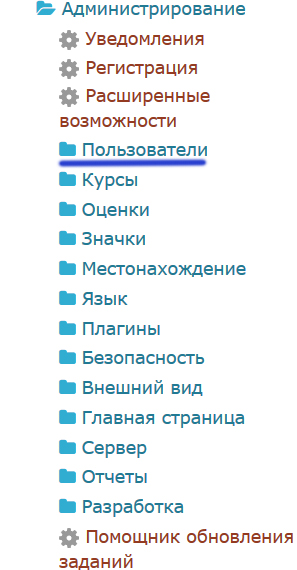 Администрирование
Уведомления
Регистрация
Расширенные
возможности
Пользователи
Курсы
Оценки
Значки
Местонахождение
Язык
Плагины
Безопасность
Внешний вид
Главная страница
Сервер
Отчеты
Разработка
Помощник обновления
заданий